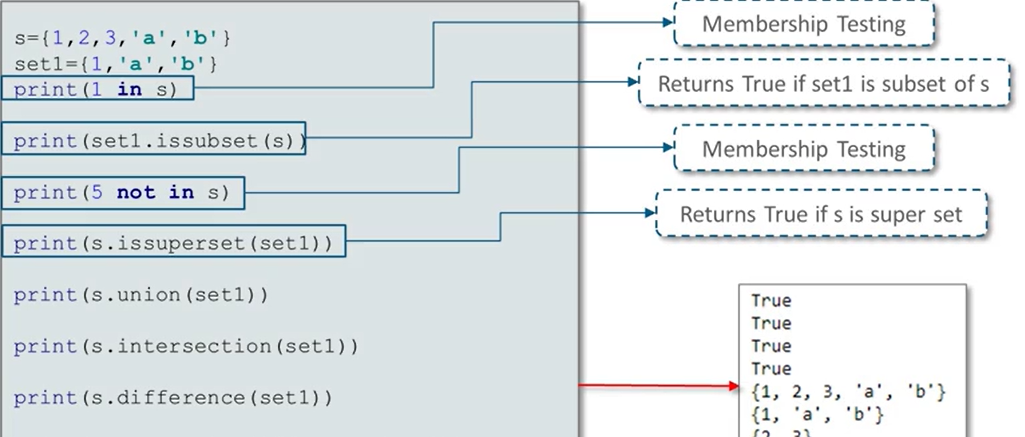 s={1,2,3,'a','b'}
set1={1,'a','b'}
print(1 in s)
print(set1.issubset(s))
print(5 not in s)
print(s.issuperset(set1))
print(s.union(set1))
print(s.intersection(set1))
print(s.difference(set1))
Membership Testing
Returns True if set1 is subset of s
Membership Testing
Returns True if s is super set
True
True
True
True
{1, 2, 3, 'a', 'b'}
{1, 'a', 'b'}
{2, 3}